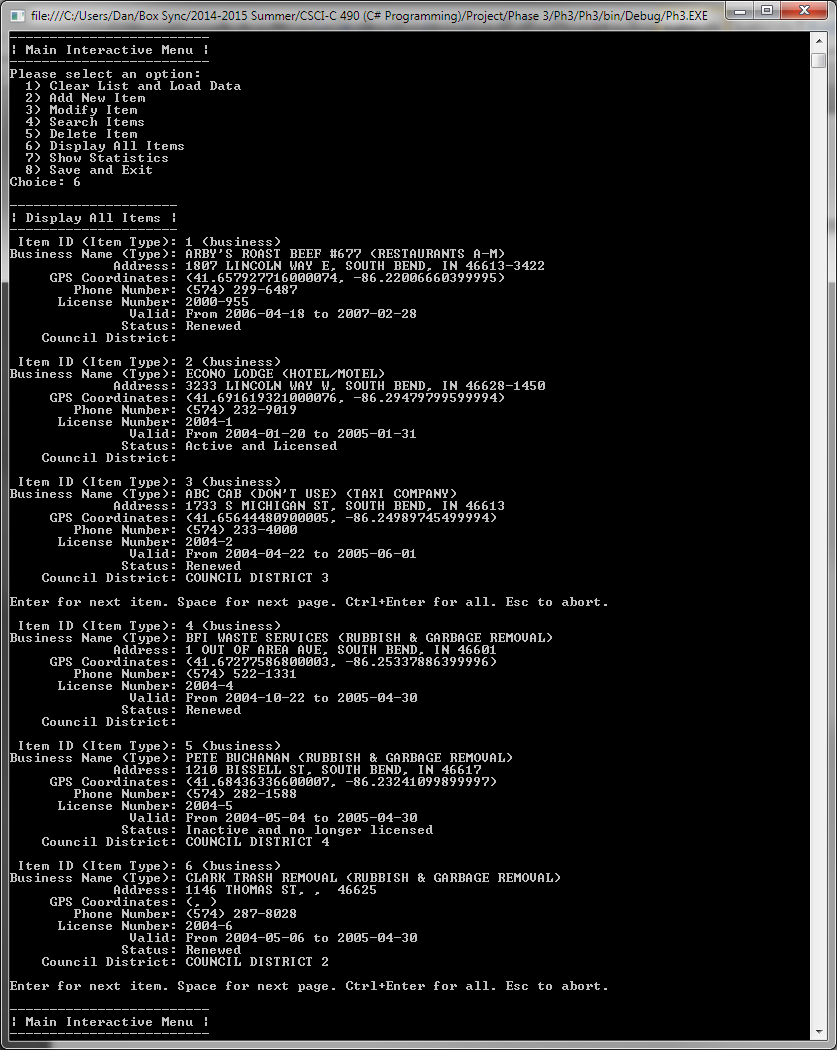 file:///C:/Users/Dan/Box Sync/2014-2015 Summer/CSCI-C 490 (C# Programming)/Project/Phase 3/Ph3/Ph3/bin/Debug/Ph3.EXE
-------------------------
| Main Interactive Menu |
-------------------------
Please select an option:
  1) Clear List and Load Data
  2) Add New Item
  3) Modify Item
  4) Search Items
  5) Delete Item
  6) Display All Items
  7) Show Statistics
  8) Save and Exit
Choice: 6
---------------------
| Display All Items |
---------------------
 Item ID (Item Type): 1 (business)
Business Name (Type): ARBY'S ROAST BEEF #677 (RESTAURANTS A-M)
             Address: 1807 LINCOLN WAY E, SOUTH BEND, IN 46613-3422
     GPS Coordinates: (41.657927716000074, -86.22006660399995)
        Phone Number: (574) 299-6487
      License Number: 2000-955
               Valid: From 2006-04-18 to 2007-02-28
              Status: Renewed
    Council District:
 Item ID (Item Type): 2 (business)
Business Name (Type): ECONO LODGE (HOTEL/MOTEL)
             Address: 3233 LINCOLN WAY W, SOUTH BEND, IN 46628-1450
     GPS Coordinates: (41.691619321000076, -86.29479799599994)
        Phone Number: (574) 232-9019
      License Number: 2004-1
               Valid: From 2004-01-20 to 2005-01-31
              Status: Active and Licensed
    Council District:
 Item ID (Item Type): 3 (business)
Business Name (Type): ABC CAB (DON'T USE) (TAXI COMPANY)
             Address: 1733 S MICHIGAN ST, SOUTH BEND, IN 46613
     GPS Coordinates: (41.65644480900005, -86.24989745499994)
        Phone Number: (574) 233-4000
      License Number: 2004-2
               Valid: From 2004-04-22 to 2005-06-01
              Status: Renewed
    Council District: COUNCIL DISTRICT 3
Enter for next item. Space for next page. Ctrl+Enter for all. Esc to abort.
 Item ID (Item Type): 4 (business)
Business Name (Type): BFI WASTE SERVICES (RUBBISH & GARBAGE REMOVAL)
             Address: 1 OUT OF AREA AVE, SOUTH BEND, IN 46601
     GPS Coordinates: (41.67277586800003, -86.25337886399996)
        Phone Number: (574) 522-1331
      License Number: 2004-4
               Valid: From 2004-10-22 to 2005-04-30
              Status: Renewed
    Council District:
 Item ID (Item Type): 5 (business)
Business Name (Type): PETE BUCHANAN (RUBBISH & GARBAGE REMOVAL)
             Address: 1210 BISSELL ST, SOUTH BEND, IN 46617
     GPS Coordinates: (41.68436336600007, -86.23241099899997)
        Phone Number: (574) 282-1588
      License Number: 2004-5
               Valid: From 2004-05-04 to 2005-04-30
              Status: Inactive and no longer licensed
    Council District: COUNCIL DISTRICT 4
 Item ID (Item Type): 6 (business)
Business Name (Type): CLARK TRASH REMOVAL (RUBBISH & GARBAGE REMOVAL)
             Address: 1146 THOMAS ST, ,  46625
     GPS Coordinates: (, )
        Phone Number: (574) 287-8028
      License Number: 2004-6
               Valid: From 2004-05-06 to 2005-04-30
              Status: Renewed
    Council District: COUNCIL DISTRICT 2
Enter for next item. Space for next page. Ctrl+Enter for all. Esc to abort.
-------------------------
| Main Interactive Menu |
-------------------------